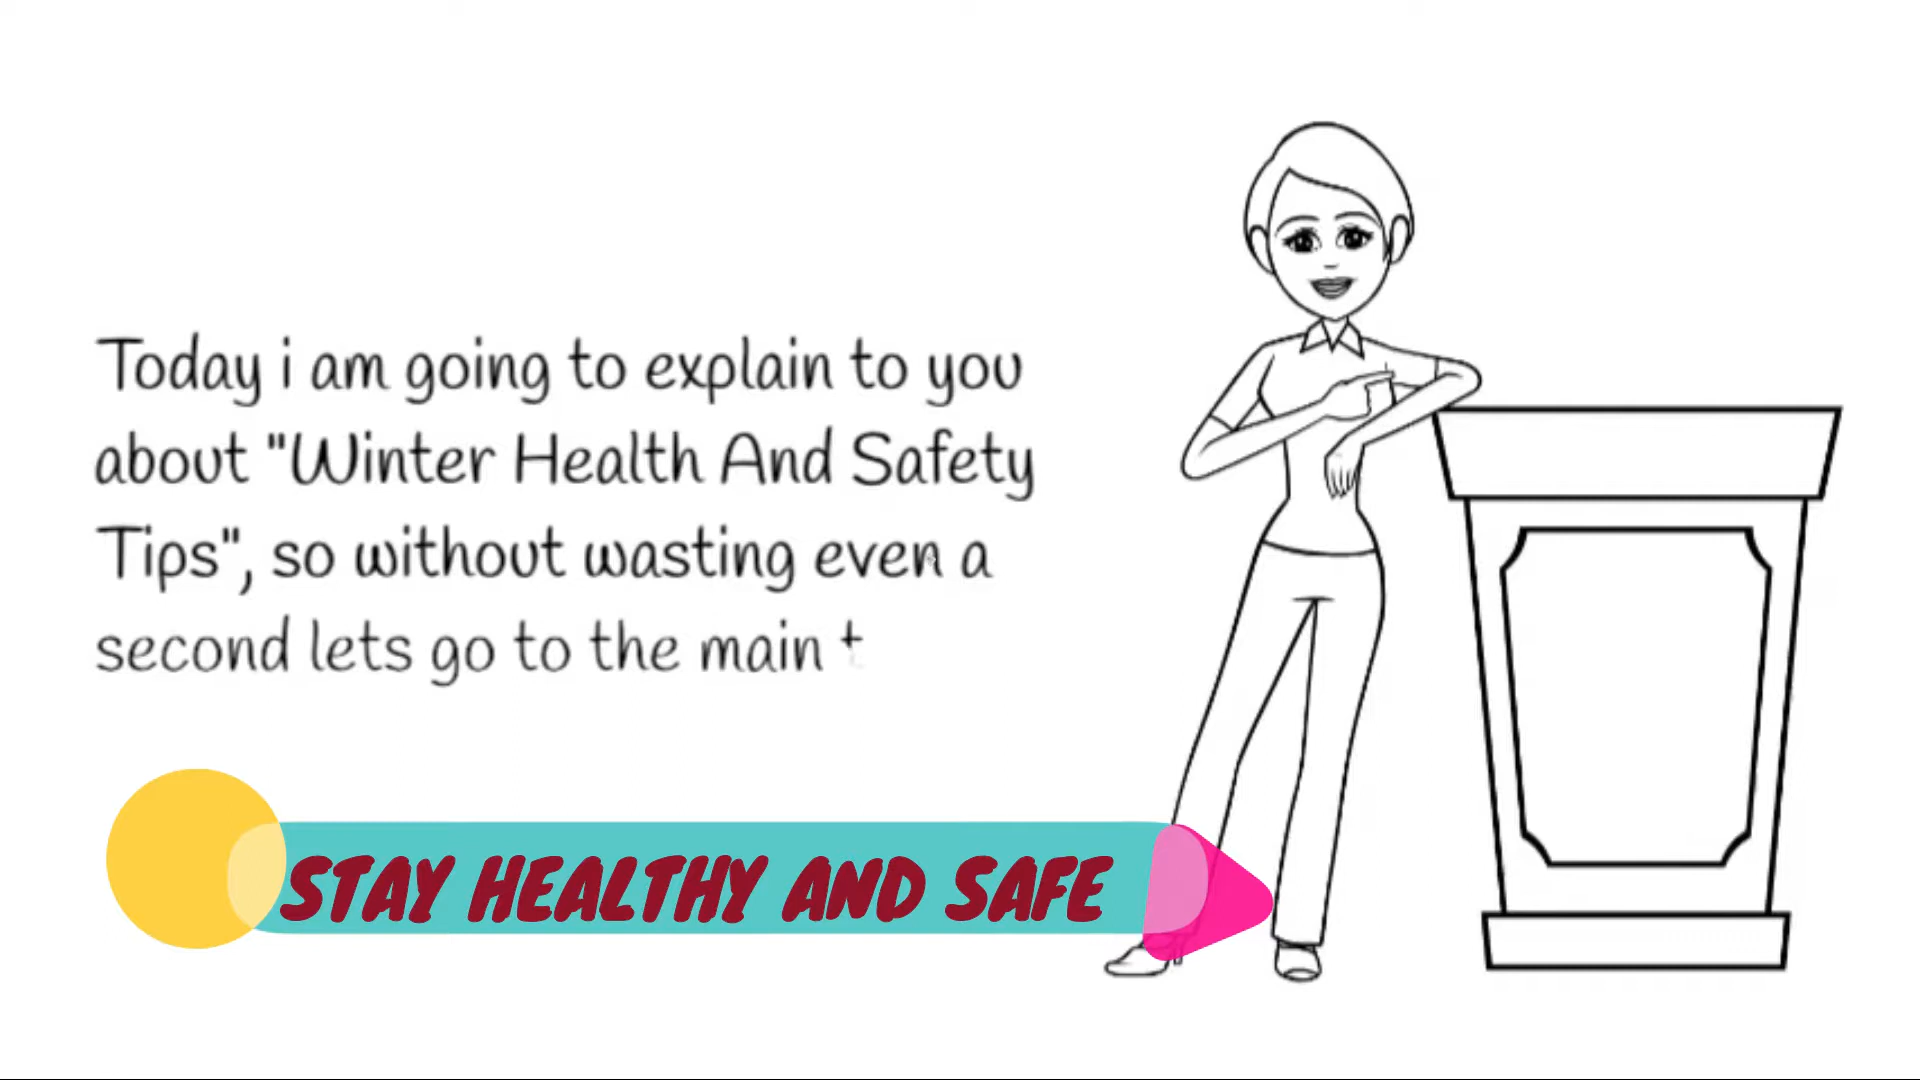 Today i am going to explain to you
about "Winter Health And Safety
Tips", so without wasting even a
second lets go to the main t
STAY HEALTHY AND SAFE